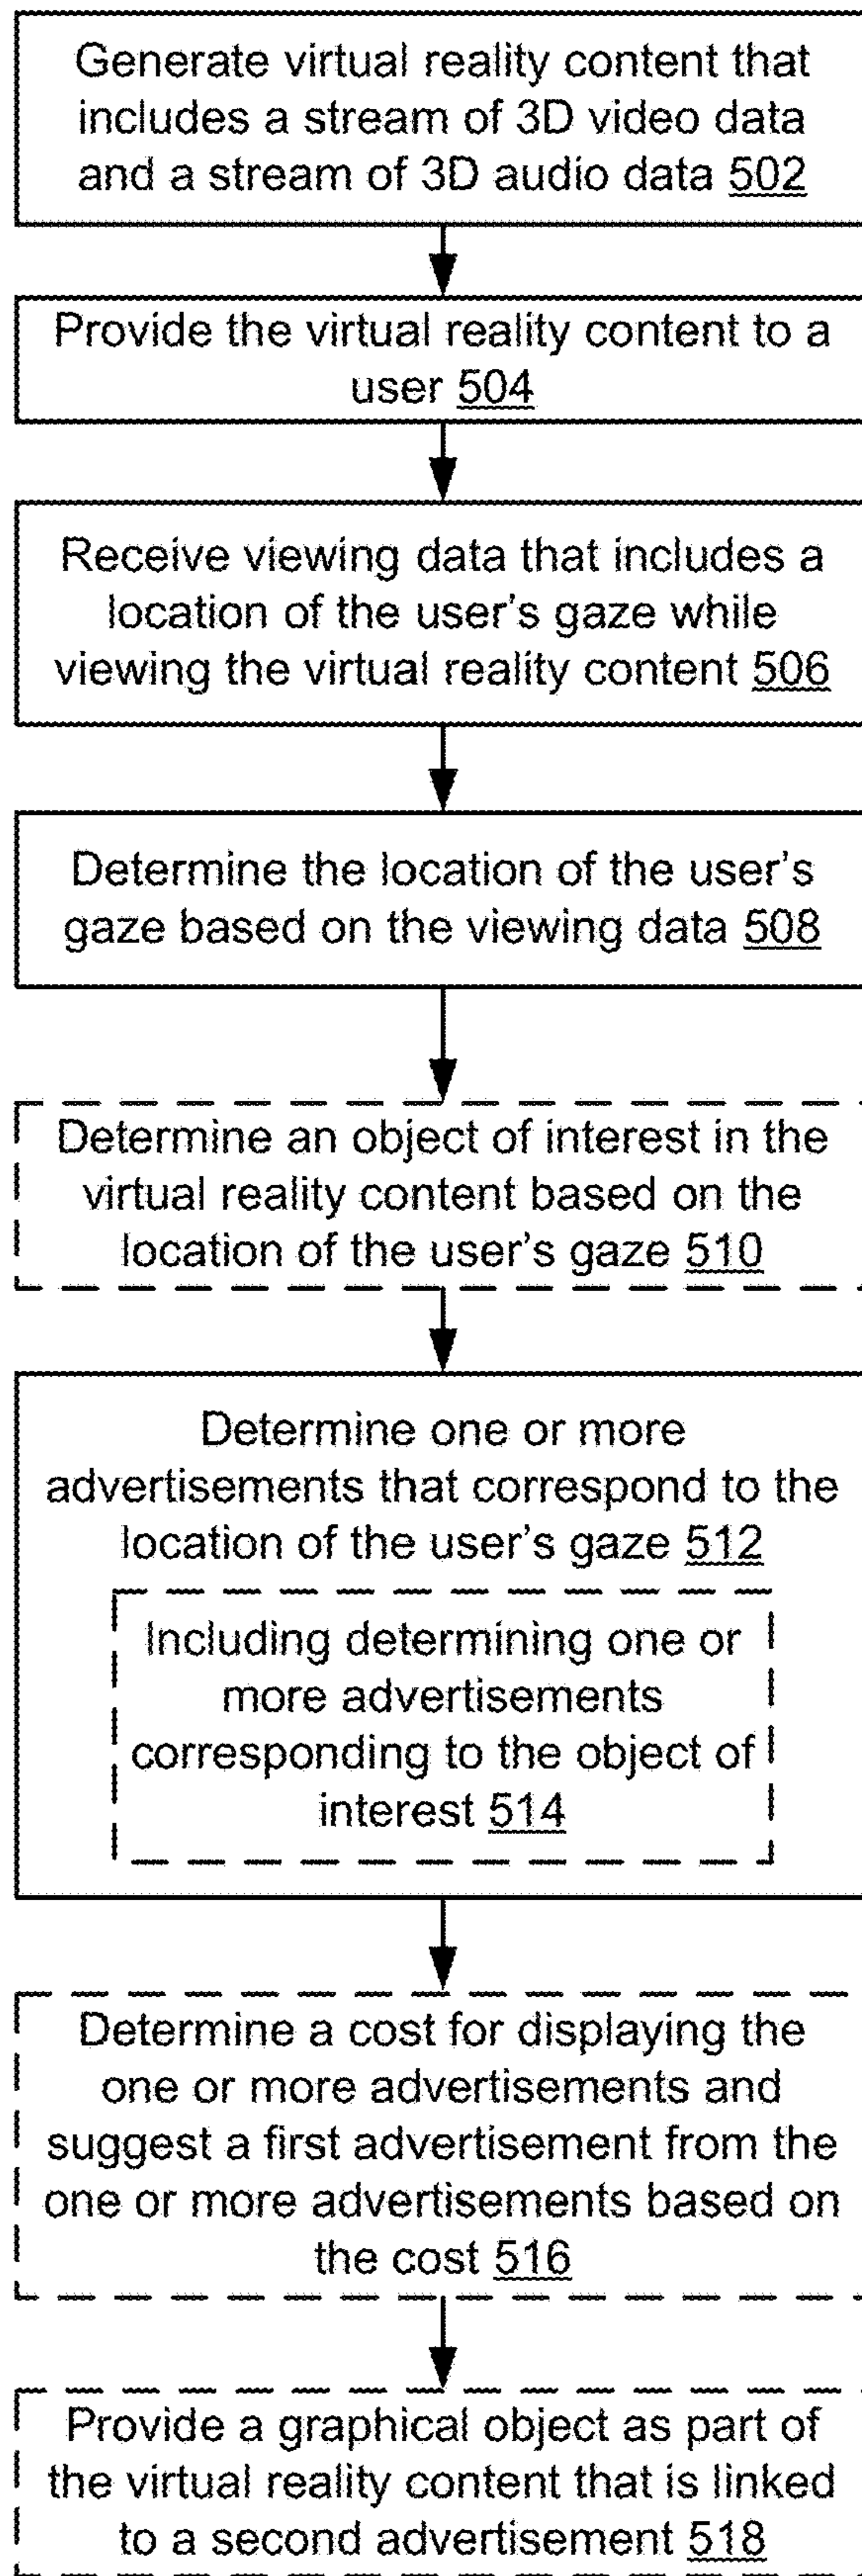 Generate virtual reality content that
includes a stream of 3D video data
and a stream of 3D audio data 502
Provide the virtual reality content to a
user 504
Receive viewing data that includes a
location of the user's gaze while
viewing the virtual reality content 506
Determine the location of the user's
gaze based on the viewing data 508
Determine an object of interest in the
virtual reality content based on the
location of the user's gaze 510
Determine one or more
advertisements that correspond to the
location of the user's gaze 512
Including determining one or
more advertisements
corresponding to the object of
interest 514
Determine a cost for displaying the
one or more advertisements and
suggest a first advertisement from the
one or more advertisements based on
the cost 516
Provide a graphical object as part of
the virtual reality content that is linked
to a second advertisement 518